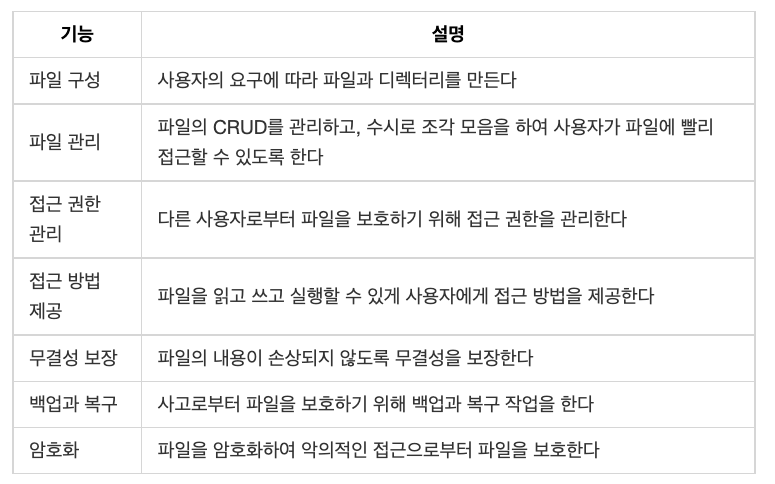 기능 설명
파일 구성 사용자의 요구에 따라 파일과 디렉터리를 만든다
파일 관리 파일의 CRUD를 관리하고, 수시로 조각 모음을 하여 사용자가 파일에 빨리
접근할 수 있도록 한다
접근 권한
관리 다른 사용자로부터 파일을 보호하기 위해 접근 권한을 관리한다
접근 방법
제공 파일을 읽고 쓰고 실행할 수 있게 사용자에게 접근 방법을 제공한다
무결성 보장 파일의 내용이 손상되지 않도록 무결성을 보장한다
백업과 복구 사고로부터 파일을 보호하기 위해 백업과 복구 작업을 한다
암호화 파일을 암호화하여 악의적인 접근으로부터 파일을 보호한다